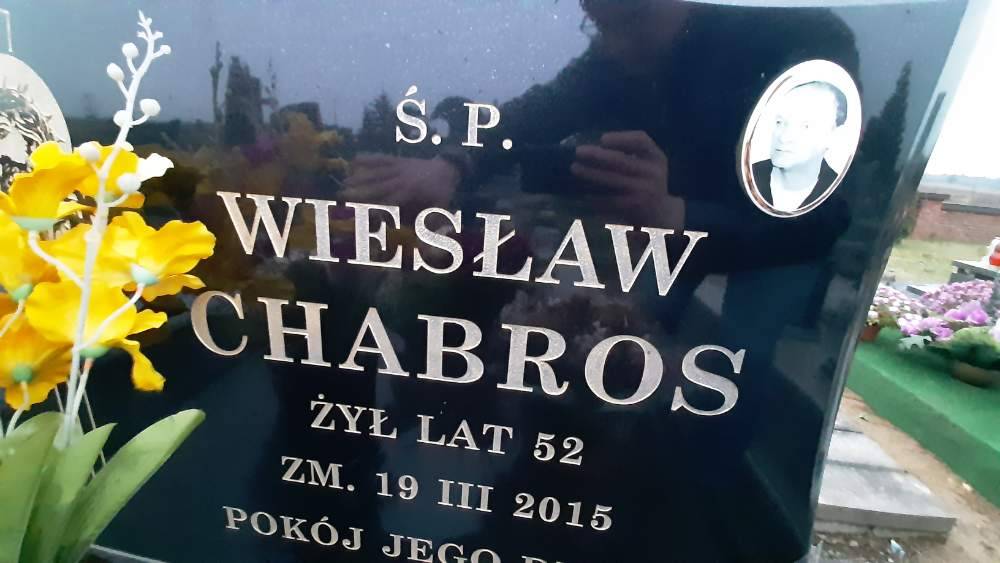 Ś. P.
WIESŁAW
CHABROS
ŻYŁ LAT 52
ZM. 19 III 2015
POKÓJ JEGO